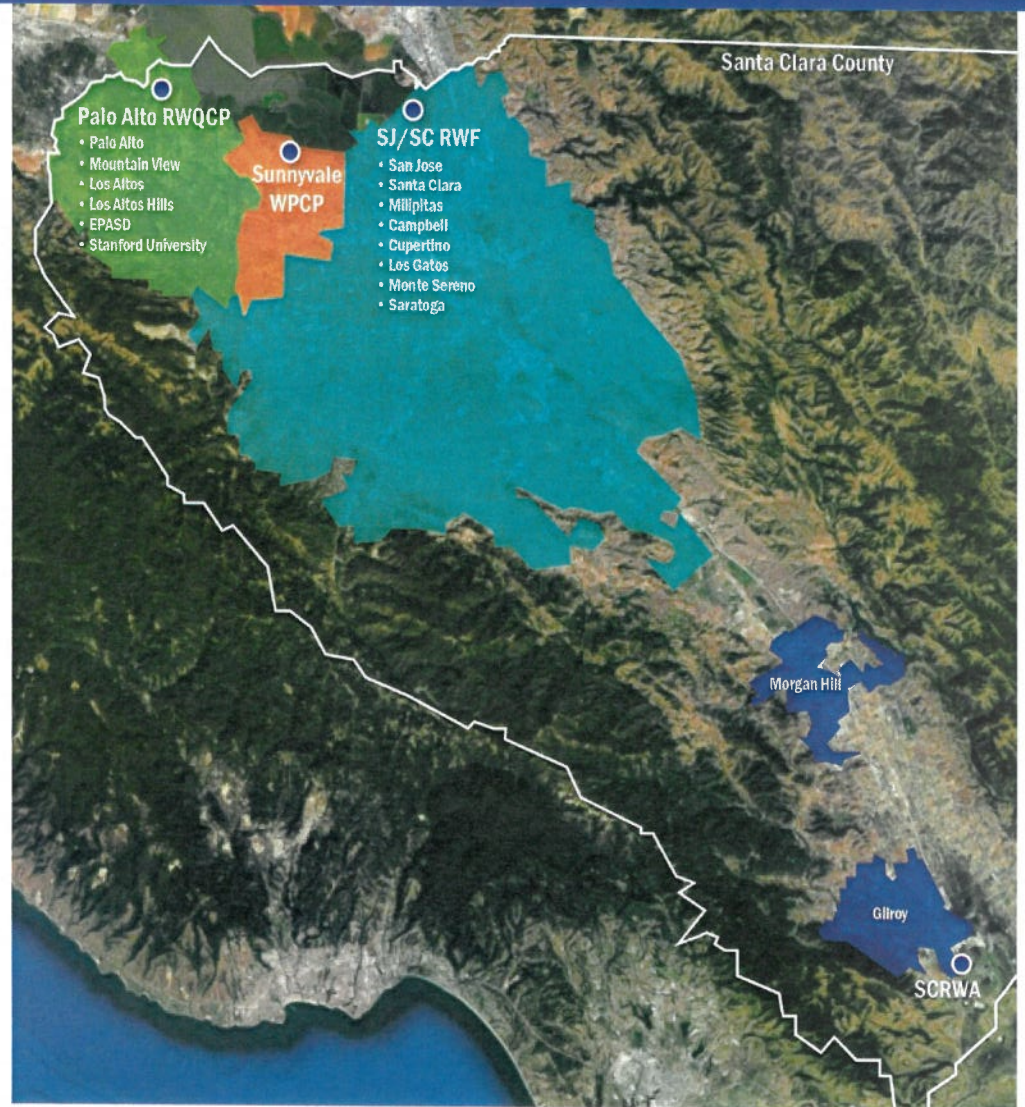 Santa Clara County
Palo Alto RWQCP
• Palo Alto
• Mountain View
• Los Altos
• Los Altos Hills
• EPASD
• Stanford University
Sunnyvale
WPCP
SJ/SC RWF
• San Jose
• Santa Clara
• Milipitas
• Campbell
• Cupertino
• Los Gatos
• Monte Sereno
• Saratoga
Morgan Hill
Gilroy
SCRWA